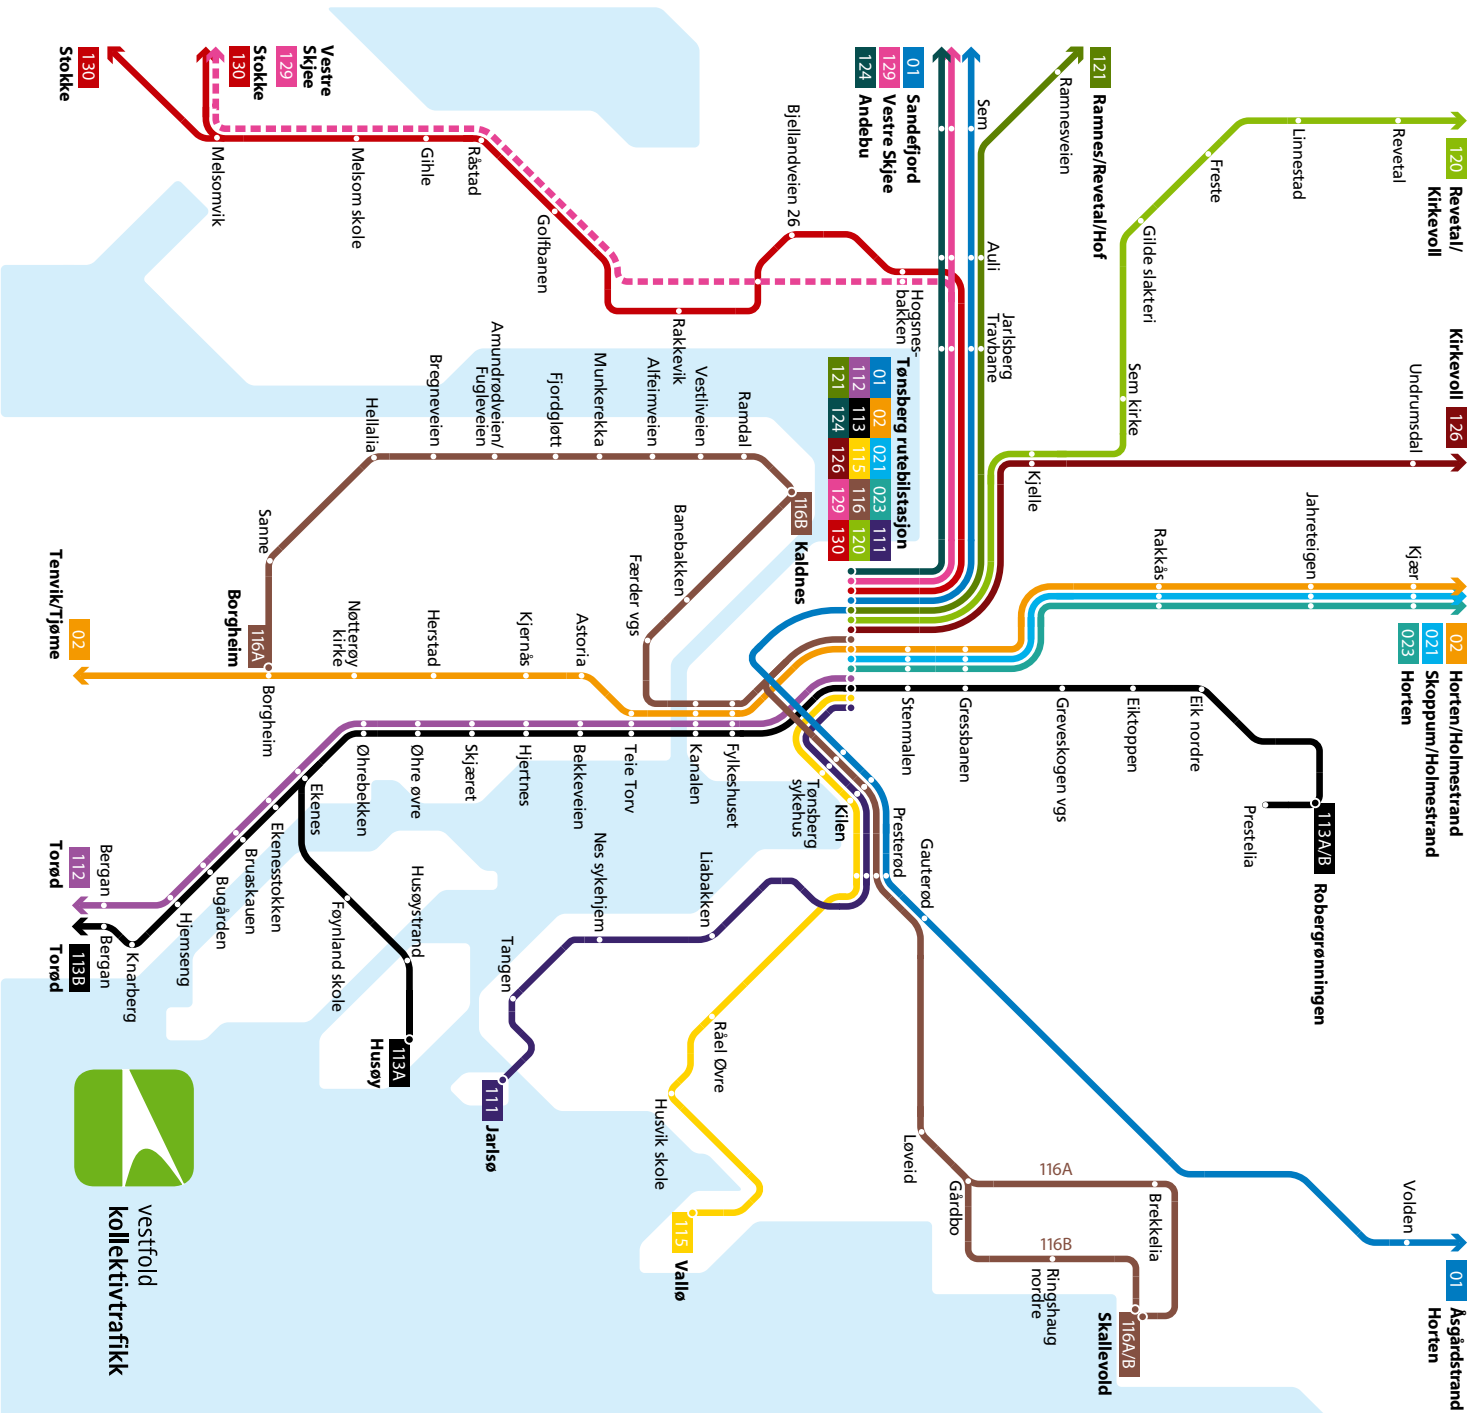 120
Revetal/
Kirkevoll
Revetal
Linnestad
Freste
Gilde slakteri
Sem kirke
Kirkevoll
126
Undrumsdal
Kjelle
121
Ramnes/Revetal/Hof
Ramnesveien
01
Sandefjord
129
Vestre Skjee
124
Andebu
Sem
Auli
Jarlsberg
Travbane
Hogsnes-
bakken
Bjellandveien 26
Rakkevik
Golfbanen
Råstad
Gihle
Melsom skole
Melsomvik
Vestre
Skjee
129
130
Stokke
130
Stokke
Tønsberg rutebilstasjon
01
02
021
023
111
112
113
115
116
120
121
124
126
129
130
02
Horten/Holmestrand
021
Skoppum/Holmestrand
023
Horten
Kjær
Jahreteigen
Rakkås
Gressbanen
Stenmalen
Greveskogen vgs
Eiktoppen
Eik nordre
Prestelia
113A/B
Robergrønningen
116B
Kaldnes
Ramdal
Vestliveien
Alfeimveien
Munkerekka
Fjordgløtt
Amundrødveien/
Fugleveien
Bregneveien
Hellalia
Sanne
116A
Borgheim
Banebakken
Færder vgs
Astoria
Kjernås
Herstad
Nøtterøy
kirke
Borgheim
02
Tenvik/Tjøme
Fylkeshuset
Kanalen
Teie Torv
Bekkeveien
Hjertnes
Skjæret
Øhre øvre
Øhrebekken
Ekenes
Ekenesstokken
Bruaskauen
Bugården
Hjemseng
Knarberg
Bergan
Bergan
112
Torød
113B
Torød
Føynland skole
Husøystrand
113A
Husøy
Tønsberg
sykehus
Kilen
Presterød
Gauterød
Liabakken
Nes sykehjem
Tangen
111
Jarlsø
Råel Øvre
Husvik skole
115
Vallø
Løveid
Gårdbo
116A
Brekkelia
116B
Ringshaug
nordre
116A/B
Skallevold
Volden
01
Åsgårdstrand
Horten
vestfold
kollektivtrafikk